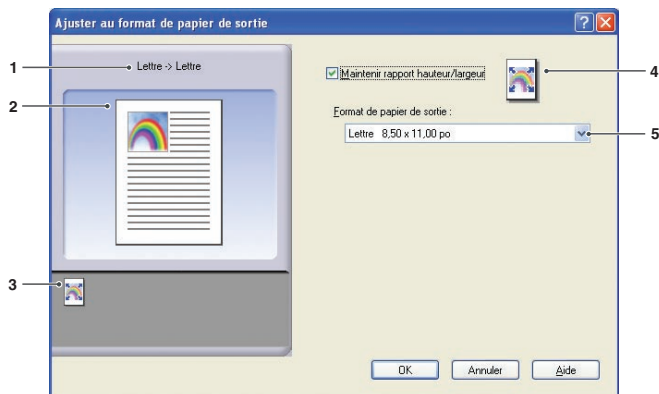 Ajuster au format de papier de sortie
1
Lettre -> Lettre
2
3
Maintenir rapport hauteur/largeur
4
Format de papier de sortie :
Lettre 8,50 x 11,00 po
5
OK Annuler Aide